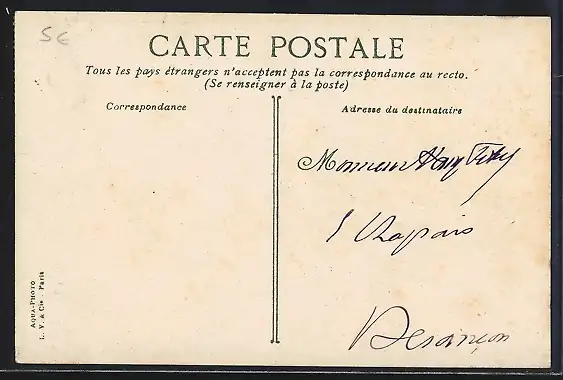 5€
CARTE POSTALE
Tous les pays étrangers n'acceptent pas la correspondance au recto.
(Se renseigner à la poste)
Correspondance
Adresse du destinataire
Monsieur
Besançon
AQUA-PHOTO
L. V. & Cie - Paris